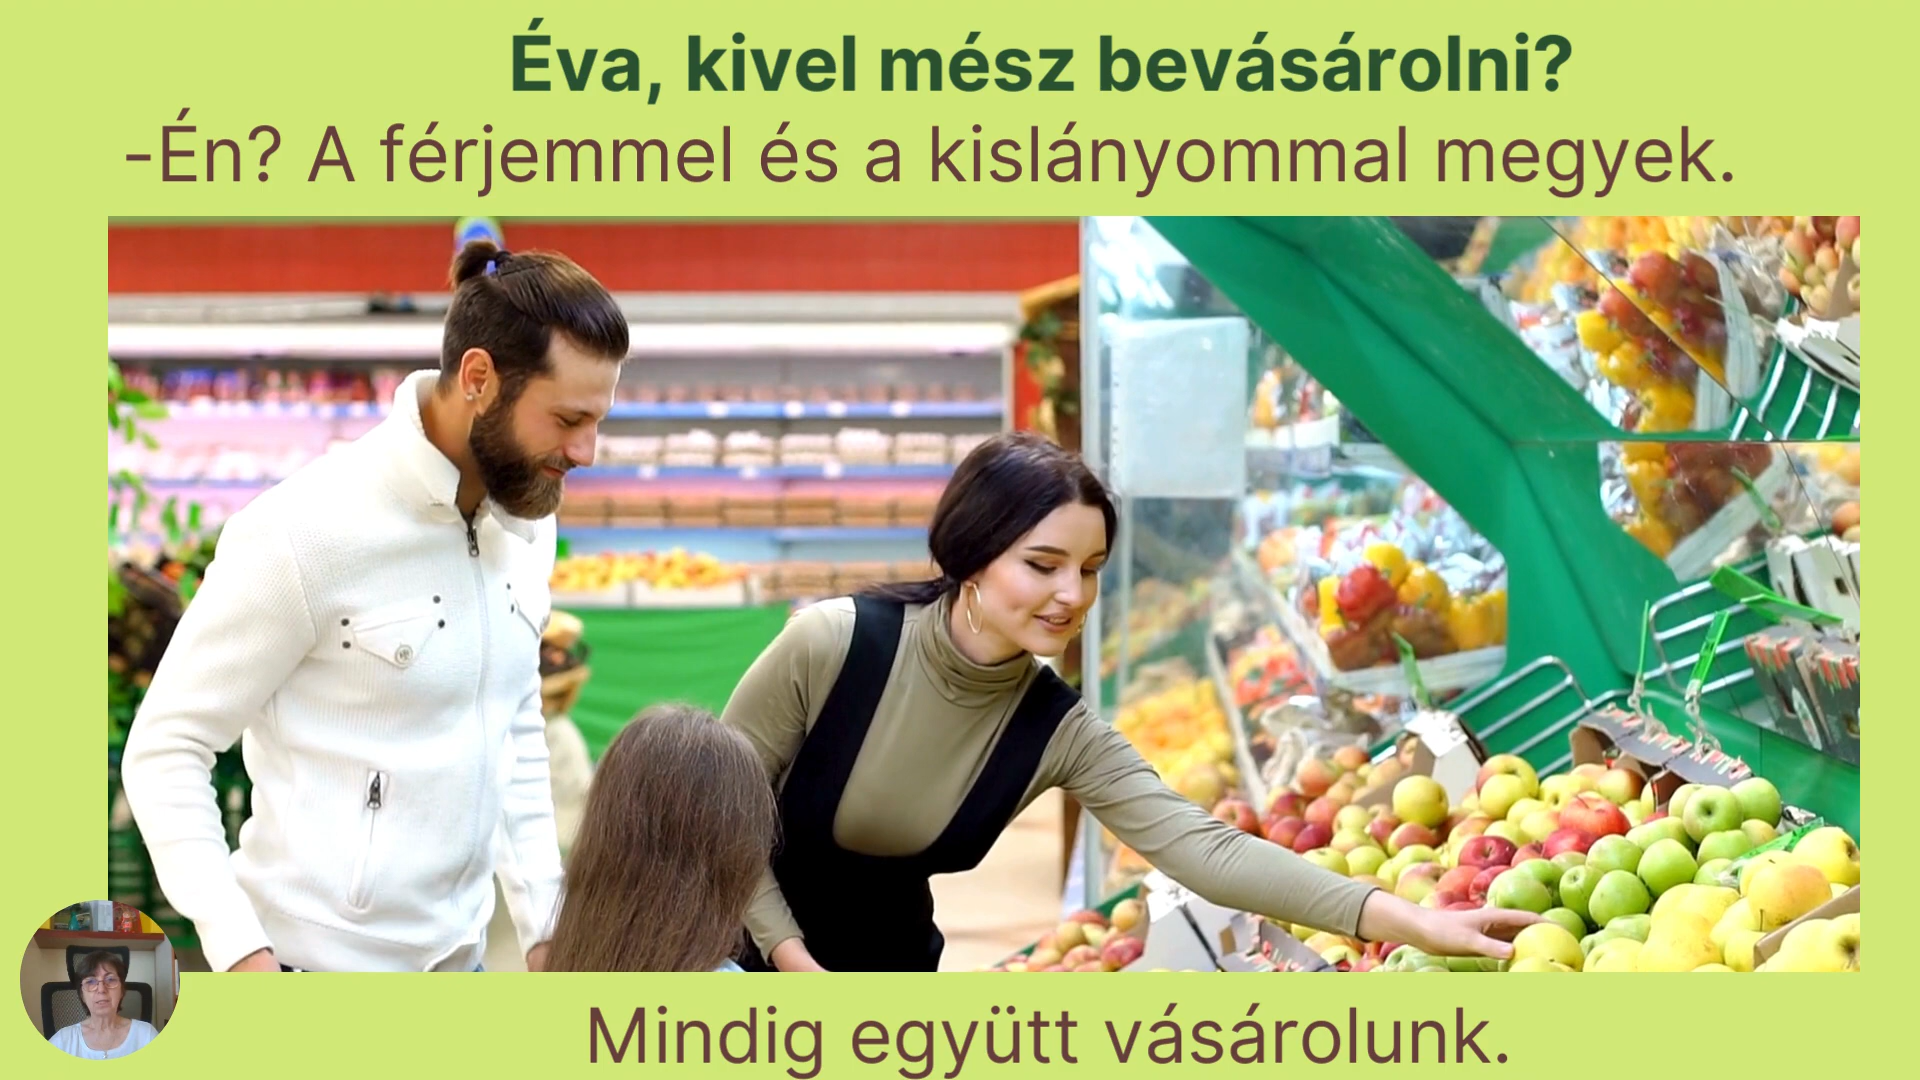 Éva, kivel mész bevásárolni?
-Én? A férjemmel és a kislányommal megyek.
Mindig együtt vásárolunk.